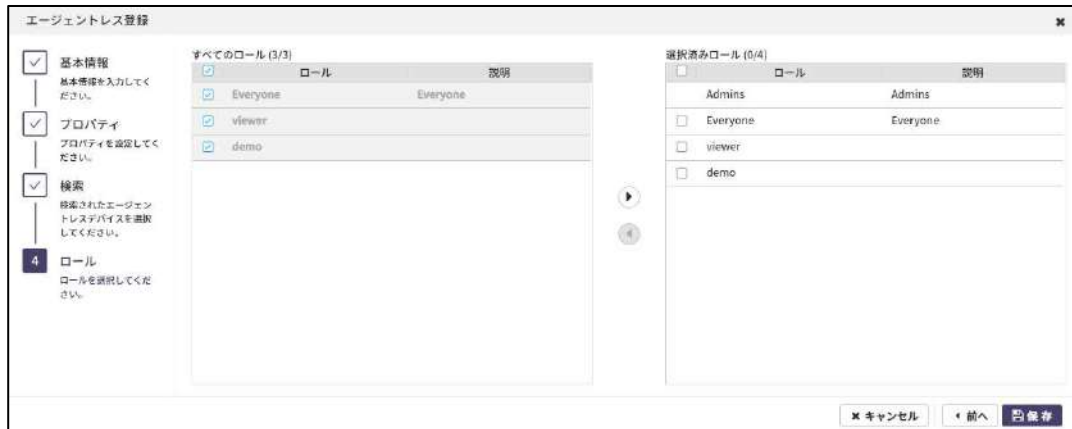 エージェントレス登録
基本情報
基本情報を入力してく
ださい。
プロパティ
プロパティを設定してく
ださい。
検索
検索されたエージェン
トレスデバイスを選択
してください。
4 ロール
ロールを選択してくだ
さい。
すべてのロール (3/3)
ロール 説明
Everyone Everyone
viewer
demo
選択済みロール (0/4)
ロール 説明
Admins Admins
Everyone Everyone
viewer
demo
キャンセル 前へ 保存